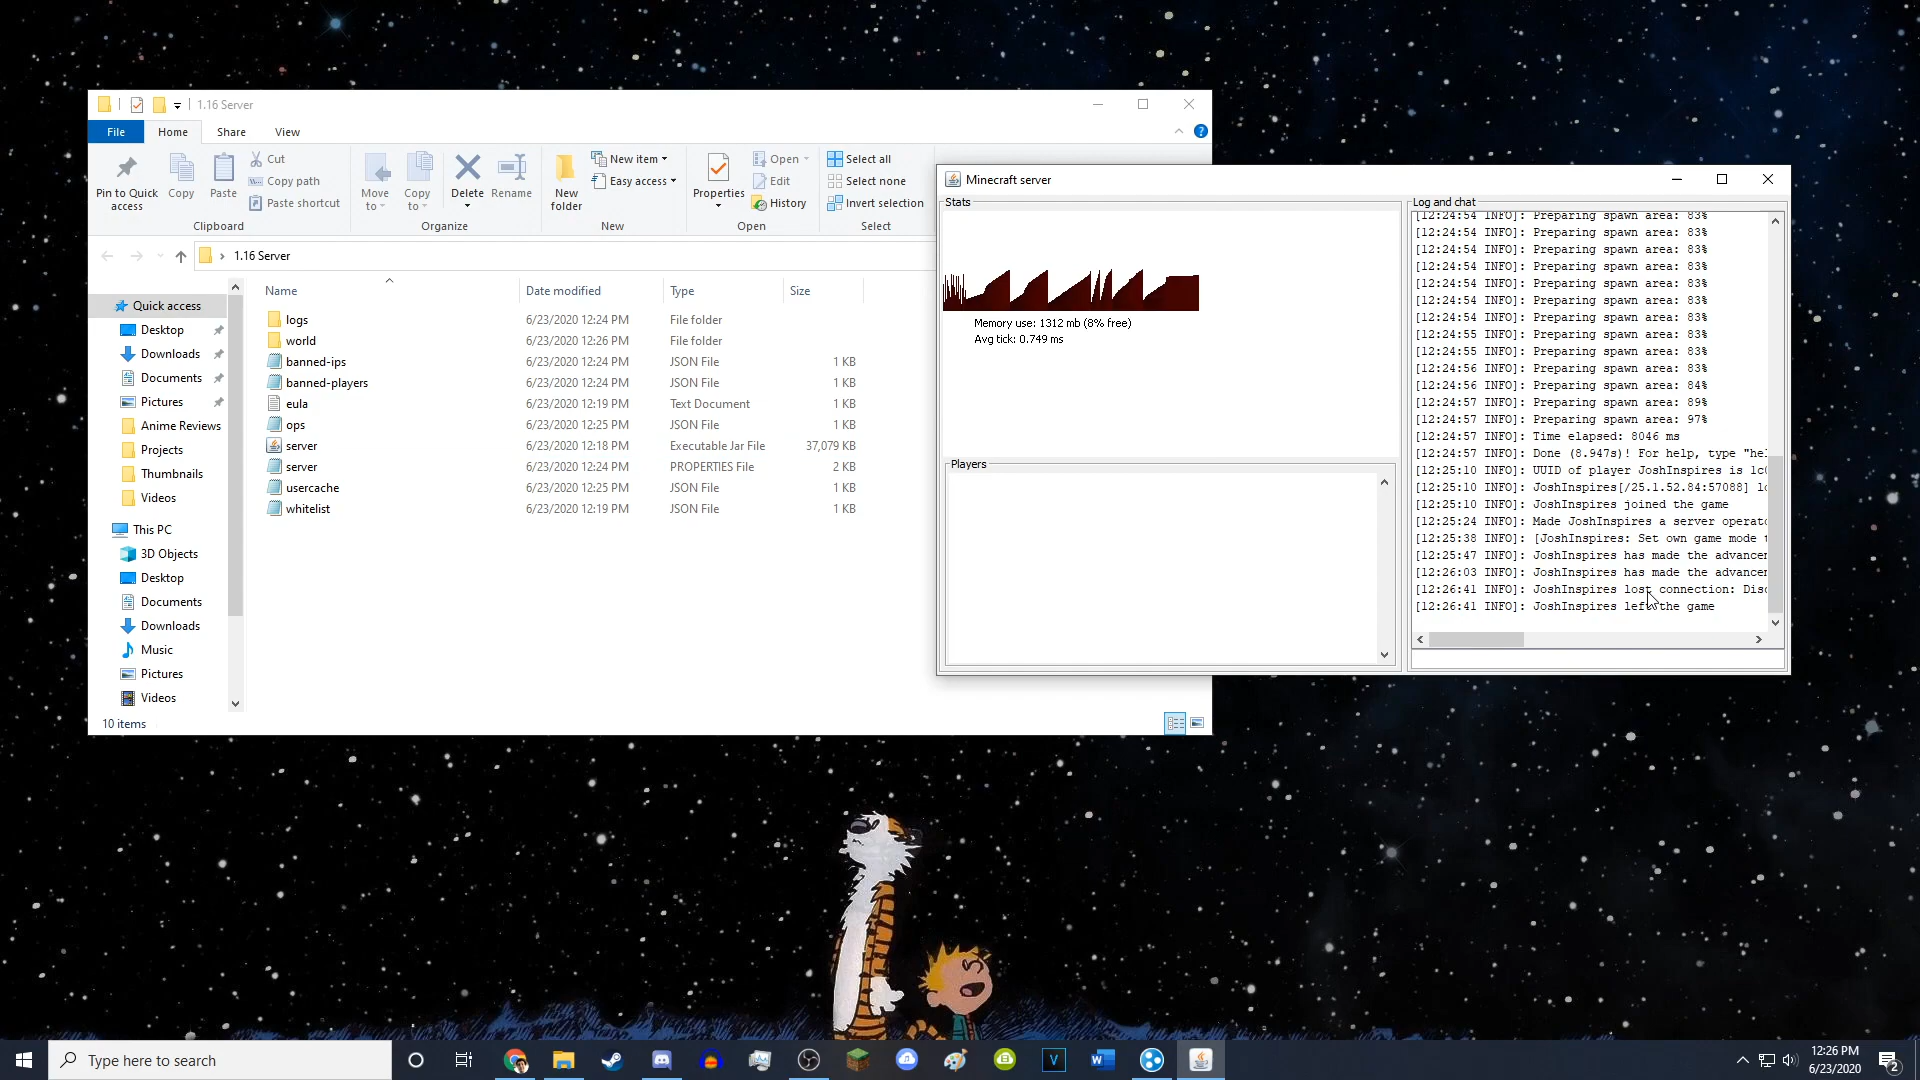 1.16 Server
File
Home
Share
View
Pin to Quick access
Copy
Paste
Cut
Copy path
Paste shortcut
Clipboard
Move to
Copy to
Delete
Rename
Organize
New folder
New item
Easy access
New
Properties
Open
Edit
History
Open
Select all
Select none
Invert selection
Select
1.16 Server
Name Date modified Type Size
logs 6/23/2020 12:24 PM File folder
world 6/23/2020 12:26 PM File folder
banned-ips 6/23/2020 12:24 PM JSON File 1 KB
banned-players 6/23/2020 12:24 PM JSON File 1 KB
eula 6/23/2020 12:19 PM Text Document 1 KB
ops 6/23/2020 12:25 PM JSON File 1 KB
server 6/23/2020 12:18 PM Executable Jar File 37,079 KB
server 6/23/2020 12:24 PM PROPERTIES File 2 KB
usercache 6/23/2020 12:25 PM JSON File 1 KB
whitelist 6/23/2020 12:19 PM JSON File 1 KB
Quick access
Desktop
Downloads
Documents
Pictures
Anime Reviews
Projects
Thumbnails
Videos
This PC
3D Objects
Desktop
Documents
Downloads
Music
Pictures
Videos
10 items
Minecraft server
Stats
Memory use: 1312 mb (8% free)
Avg tick: 0.749 ms
Players
Log and chat
[12:24:54 INFO]: Preparing spawn area: 83%
[12:24:54 INFO]: Preparing spawn area: 83%
[12:24:54 INFO]: Preparing spawn area: 83%
[12:24:54 INFO]: Preparing spawn area: 83%
[12:24:54 INFO]: Preparing spawn area: 83%
[12:24:54 INFO]: Preparing spawn area: 83%
[12:24:54 INFO]: Preparing spawn area: 83%
[12:24:55 INFO]: Preparing spawn area: 83%
[12:24:55 INFO]: Preparing spawn area: 83%
[12:24:56 INFO]: Preparing spawn area: 83%
[12:24:56 INFO]: Preparing spawn area: 84%
[12:24:57 INFO]: Preparing spawn area: 89%
[12:24:57 INFO]: Preparing spawn area: 97%
[12:24:57 INFO]: Time elapsed: 8046 ms
[12:24:57 INFO]: Done (8.947s)! For help, type "hel
[12:25:10 INFO]: UUID of player JoshInspires is 1c
[12:25:10 INFO]: JoshInspires[/25.1.52.84:57088] lo
[12:25:10 INFO]: JoshInspires joined the game
[12:25:24 INFO]: Made JoshInspires a server operato
[12:25:38 INFO]: [JoshInspires: Set own game mode t
[12:25:47 INFO]: JoshInspires has made the advancem
[12:26:03 INFO]: JoshInspires has made the advancem
[12:26:41 INFO]: JoshInspires lost connection: Disc
[12:26:41 INFO]: JoshInspires left the game
Type here to search
12:26 PM
6/23/2020
2